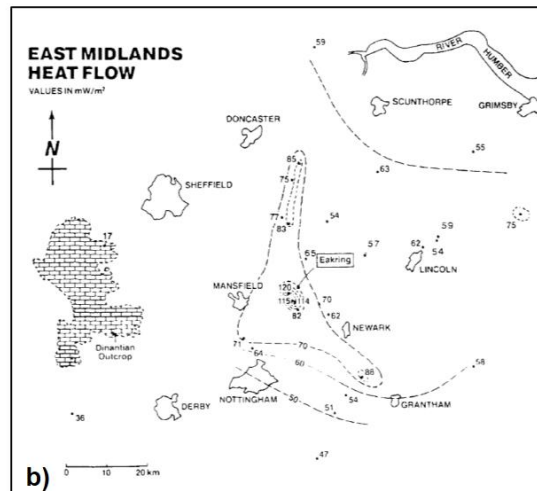 EAST MIDLANDS
HEAT FLOW
VALUES IN mW/m²
N
59
RIVER
HUMBER
SCUNTHORPE
GRIMSBY
DONCASTER
55
85
63
75
SHEFFIELD
77
54
83
75
17
59
54
62
LINCOLN
55
57
Eakring
120
MANSFIELD
115
114
70
82
62
NEWARK
Dinantian
Outcrop
71
64
70
60
58
88
50
54
GRANTHAM
NOTTINGHAM
51
36
DERBY
47
b)
0 10 20 km